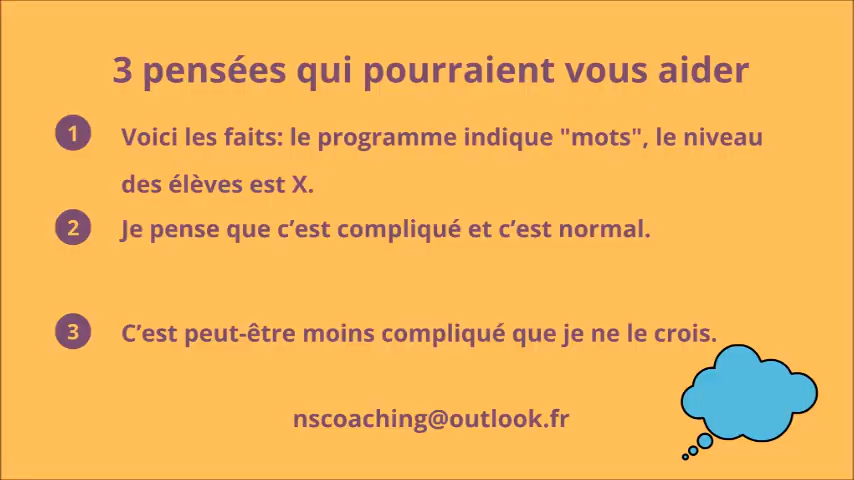 3 pensées qui pourraient vous aider
1 Voici les faits: le programme indique "mots", le niveau
des élèves est X.
2 Je pense que c’est compliqué et c’est normal.
3 C’est peut-être moins compliqué que je ne le crois.
nscoaching@outlook.fr